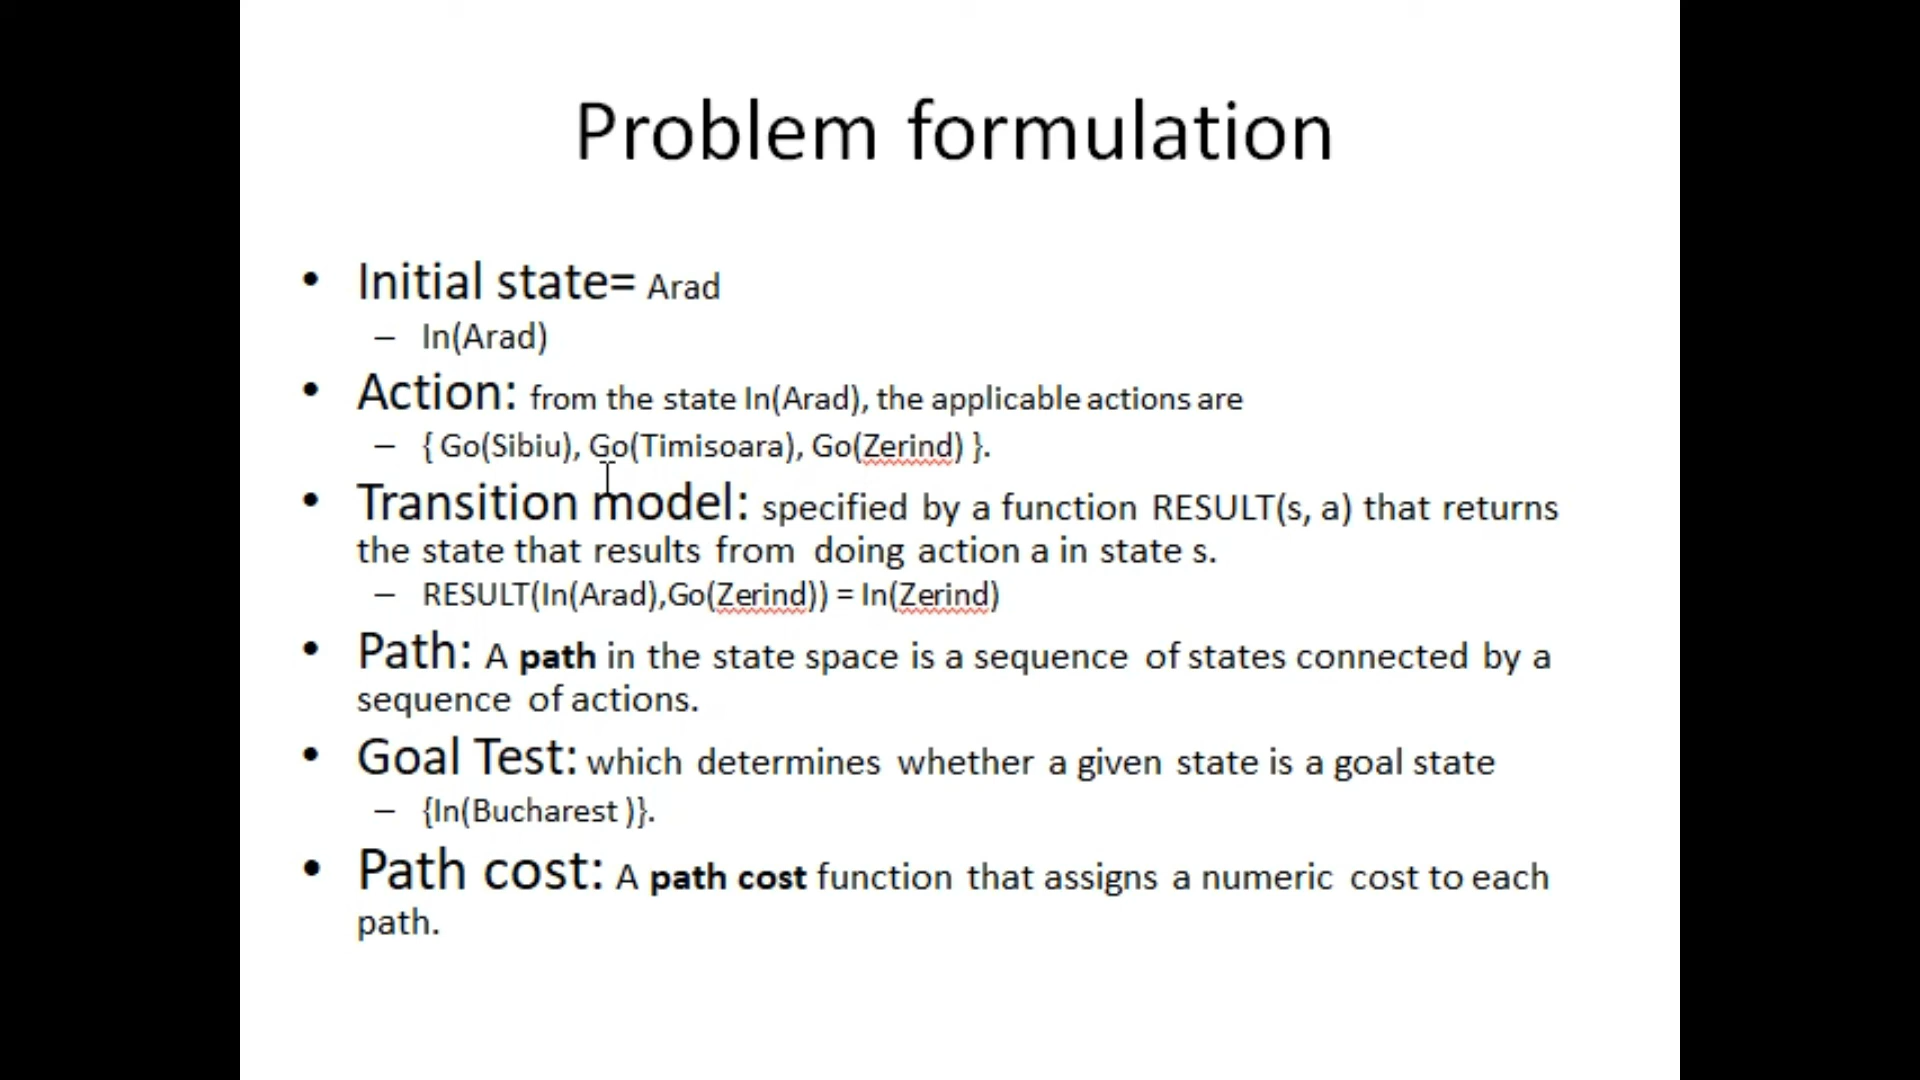 Problem formulation
• Initial state= Arad
– In(Arad)
• Action: from the state In(Arad), the applicable actions are
– { Go(Sibiu), Go(Timisoara), Go(Zerind) }.
• Transition model: specified by a function RESULT(s, a) that returns
the state that results from doing action a in state s.
– RESULT(In(Arad),Go(Zerind)) = In(Zerind)
• Path: A path in the state space is a sequence of states connected by a
sequence of actions.
• Goal Test: which determines whether a given state is a goal state
– {In(Bucharest )}.
• Path cost: A path cost function that assigns a numeric cost to each
path.